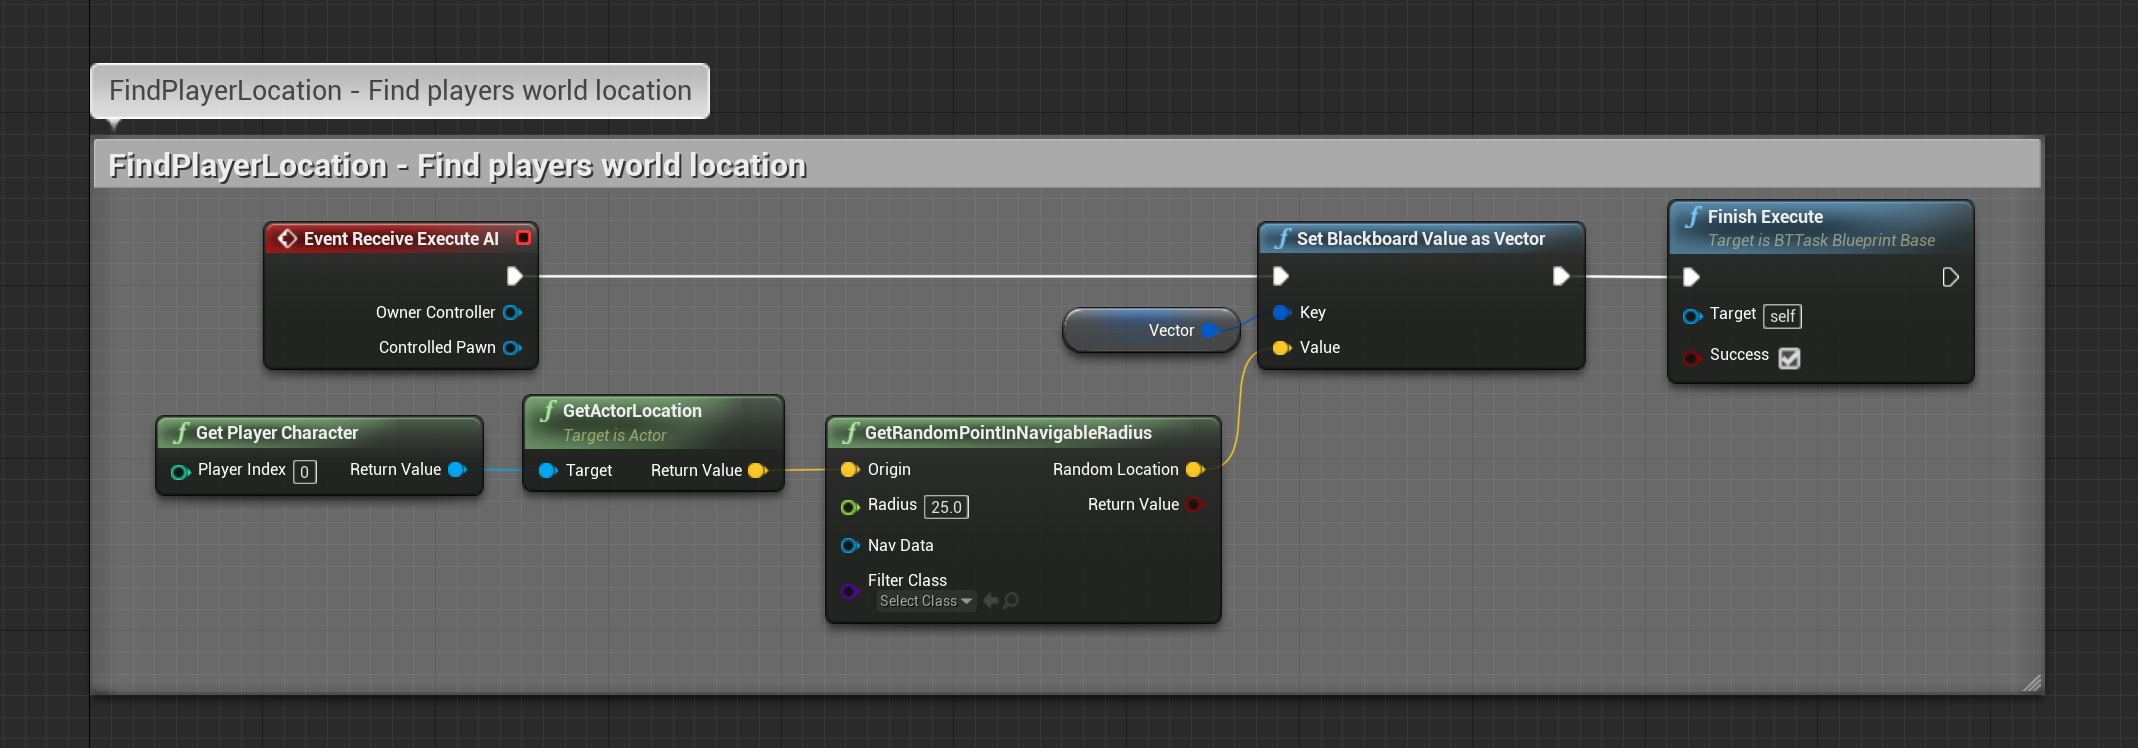 FindPlayerLocation - Find players world location
FindPlayerLocation - Find players world location
Event Receive Execute AI
Owner Controller
Controlled Pawn
Vector
Set Blackboard Value as Vector
Key
Value
Finish Execute
Target is BTTask Blueprint Base
Target self
Success
Get Player Character
Player Index 0 Return Value
GetActorLocation
Target is Actor
Target Return Value
GetRandomPointInNavigableRadius
Origin Random Location
Radius 25.0 Return Value
Nav Data
Filter Class
Select Class